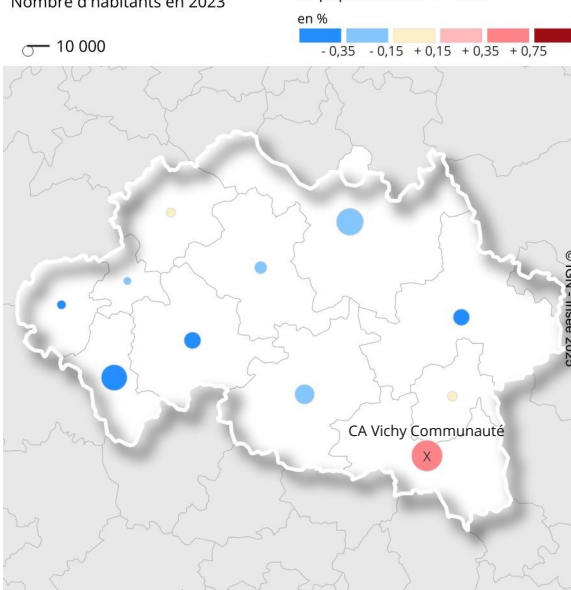 Nombre d'habitants en 2023
en %
10 000
- 0,35 - 0,15 + 0,15 + 0,35 + 0,75
© IGN - Insee 2025
CA Vichy Communauté
X